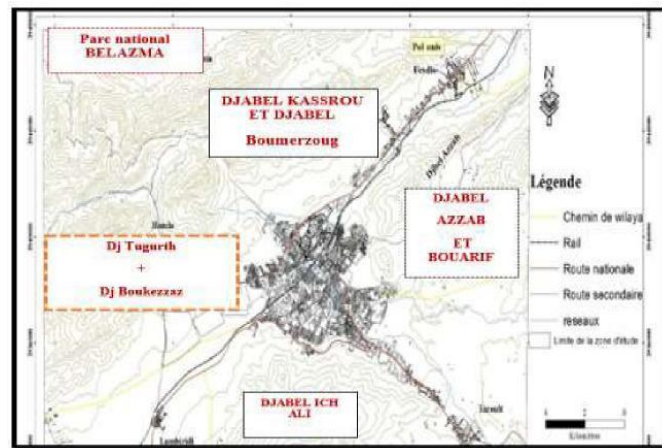 Parc national
BELAZMA
DJABEL KASSROU
ET DJABEL
Boumerzoug
Fesdis
Djbel Azzab
N
DJABEL
AZZAB
ET
BOUARIF
Hamla
Dj Tugurth
+
Dj Boukezzaz
DJABEL ICH
ALI
Tazoult
Lambiridi
Légende
Chemin de wilaya
Rail
Route nationale
Route secondaire
reseaux
Limite de la zone d'étude